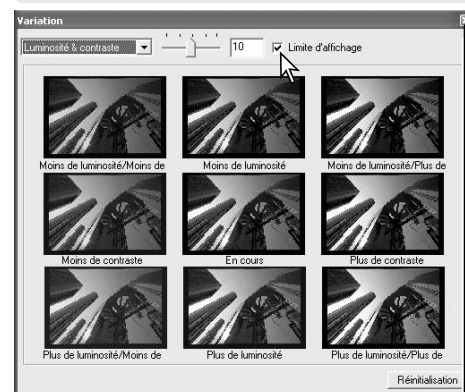 Variation
Luminosité & contraste 10 Limite d'affichage
Moins de luminosité/Moins de Moins de luminosité Moins de luminosité/Plus de
Moins de contraste En cours Plus de contraste
Plus de luminosité/Moins de Plus de luminosité Plus de luminosité/Plus de
Réinitialisation